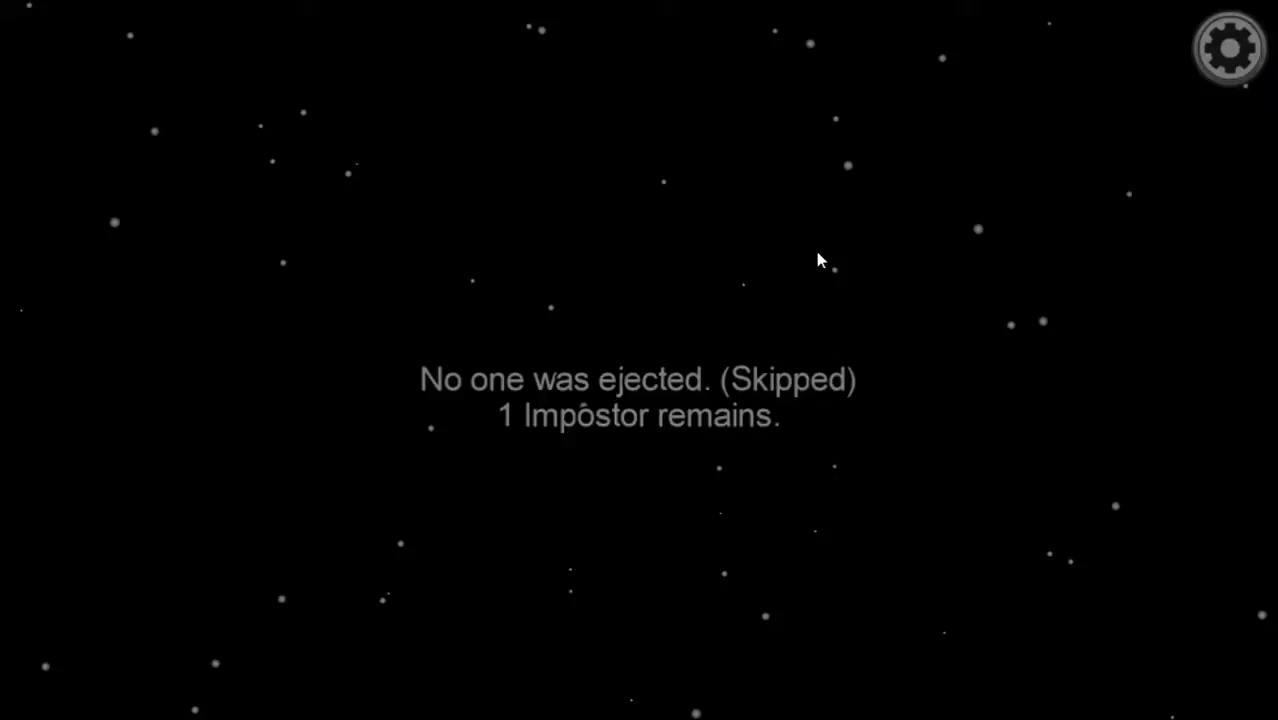 No one was ejected. (Skipped)
1 Impostor remains.